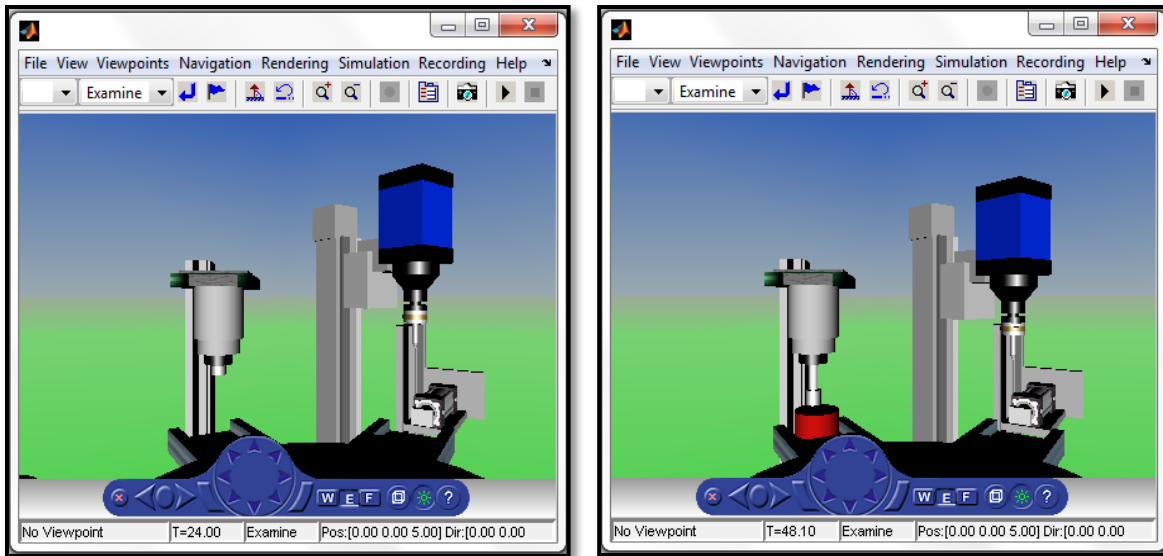 File View Viewpoints Navigation Rendering Simulation Recording Help
Examine
W E F ?
No Viewpoint T=24.00 Examine Pos:[0.00 0.00 5.00] Dir:[0.00 0.00
File View Viewpoints Navigation Rendering Simulation Recording Help
Examine
W E F ?
No Viewpoint T=48.10 Examine Pos:[0.00 0.00 5.00] Dir:[0.00 0.00